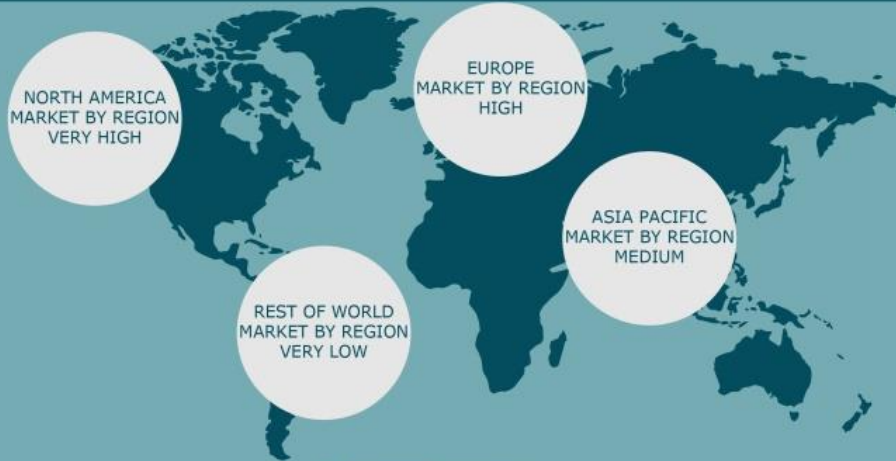 NORTH AMERICA
MARKET BY REGION
VERY HIGH
EUROPE
MARKET BY REGION
HIGH
ASIA PACIFIC
MARKET BY REGION
MEDIUM
REST OF WORLD
MARKET BY REGION
VERY LOW